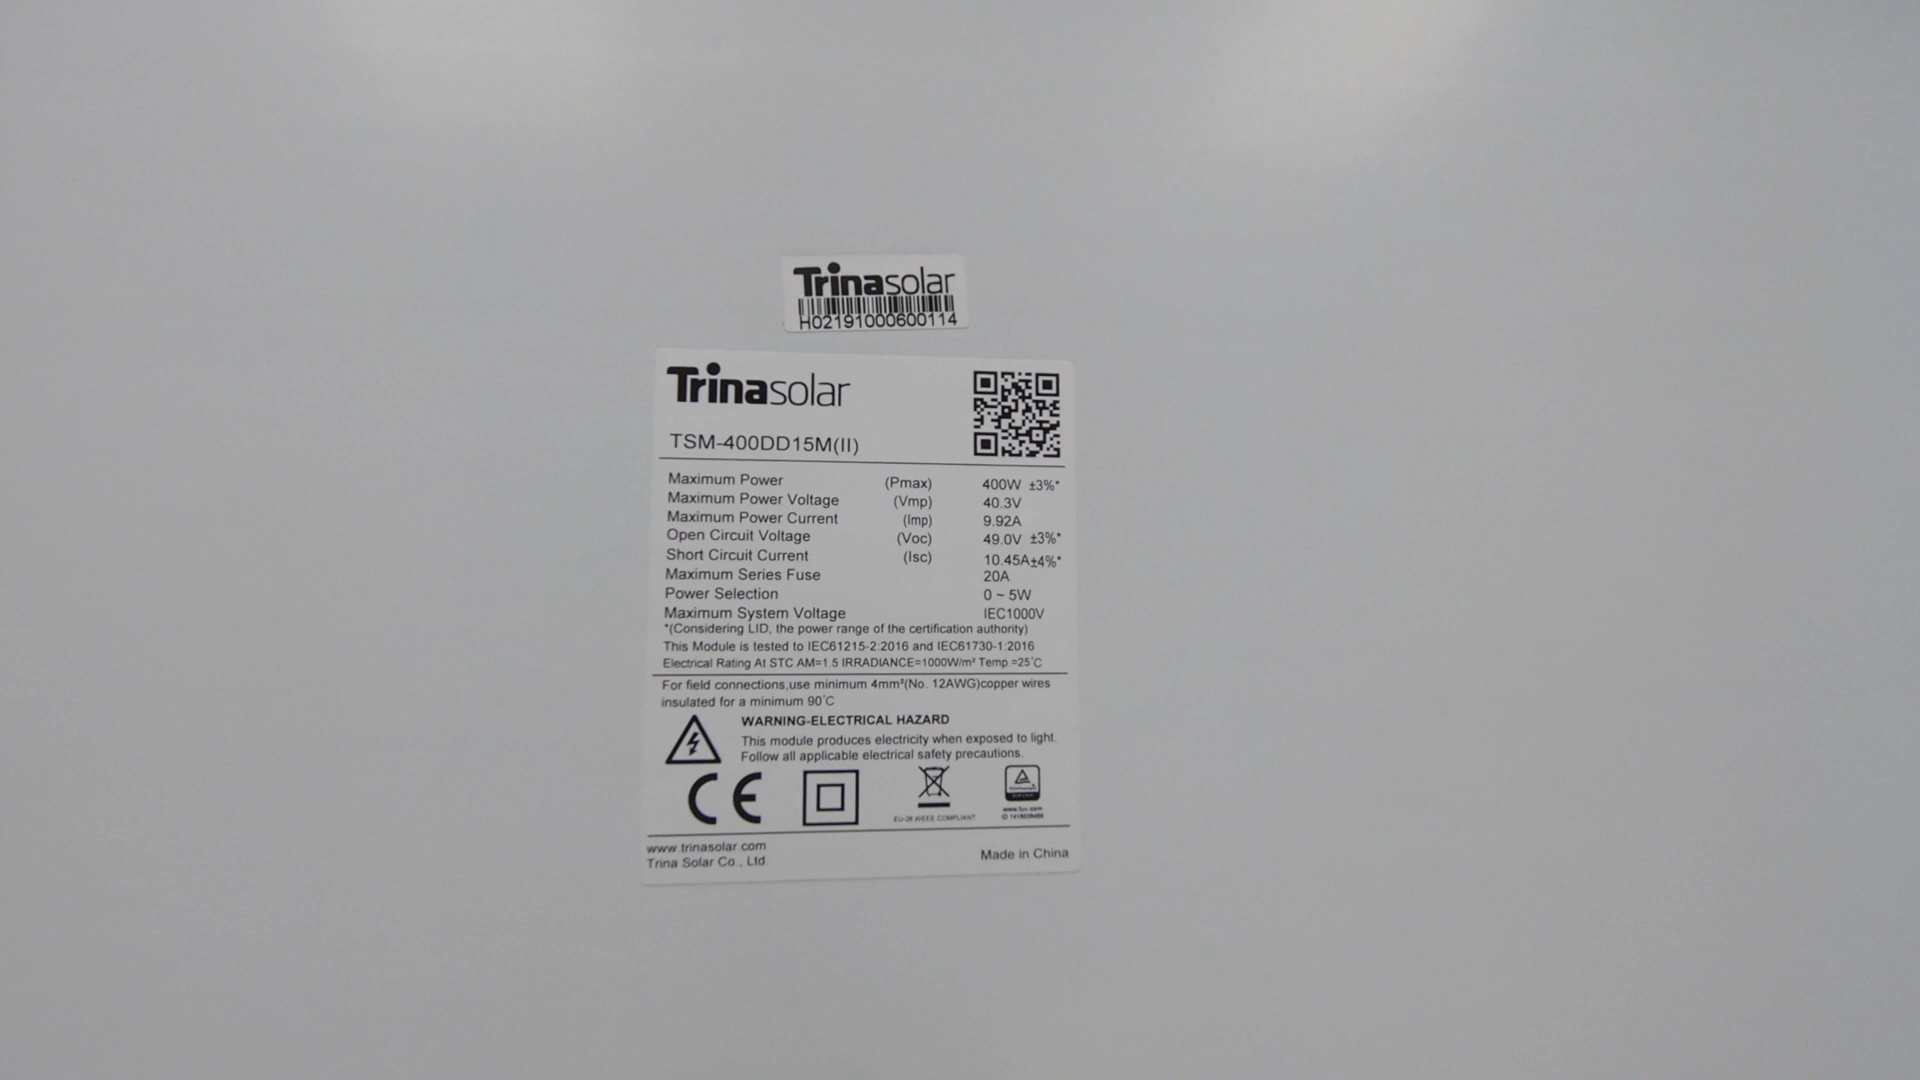 Trinasolar
H02191000600114
Trinasolar
TSM-400DD15M(II)
Maximum Power (Pmax) 400W ±3%*
Maximum Power Voltage (Vmp) 40.3V
Maximum Power Current (Imp) 9.92A
Open Circuit Voltage (Voc) 49.0V ±3%*
Short Circuit Current (Isc) 10.45A±4%*
Maximum Series Fuse 20A
Power Selection 0 ~ 5W
Maximum System Voltage IEC1000V
*(Considering LID, the power range of the certification authority)
This Module is tested to IEC61215-2:2016 and IEC61730-1:2016
Electrical Rating At STC AM=1.5 IRRADIANCE=1000W/m² Temp.=25°C
For field connections,use minimum 4mm²(No. 12AWG)copper wires
insulated for a minimum 90°C
WARNING-ELECTRICAL HAZARD
This module produces electricity when exposed to light.
Follow all applicable electrical safety precautions.
CE
EU-28 WEEE COMPLIANT
www.tuv.com
www.trinasolar.com
Trina Solar Co., Ltd.
Made in China